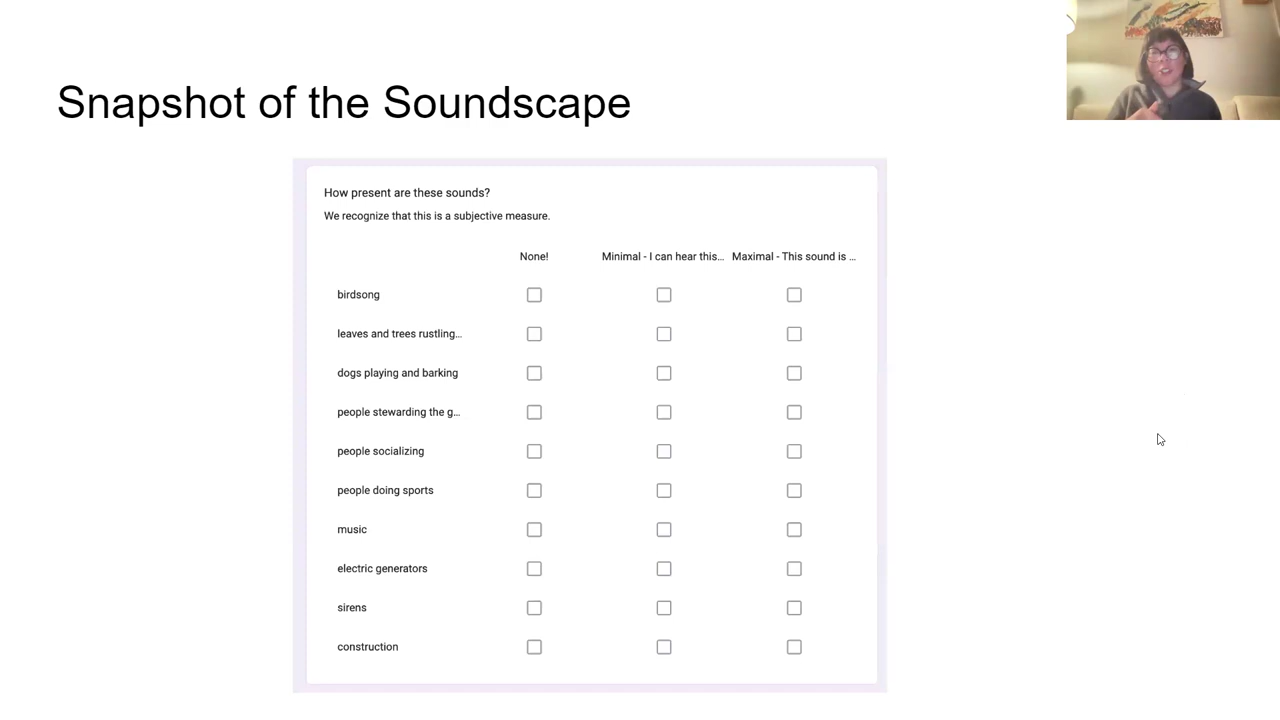 Snapshot of the Soundscape
How present are these sounds?
We recognize that this is a subjective measure.
None! Minimal - I can hear this... Maximal - This sound is ...
birdsong
leaves and trees rustling...
dogs playing and barking
people stewarding the g...
people socializing
people doing sports
music
electric generators
sirens
construction